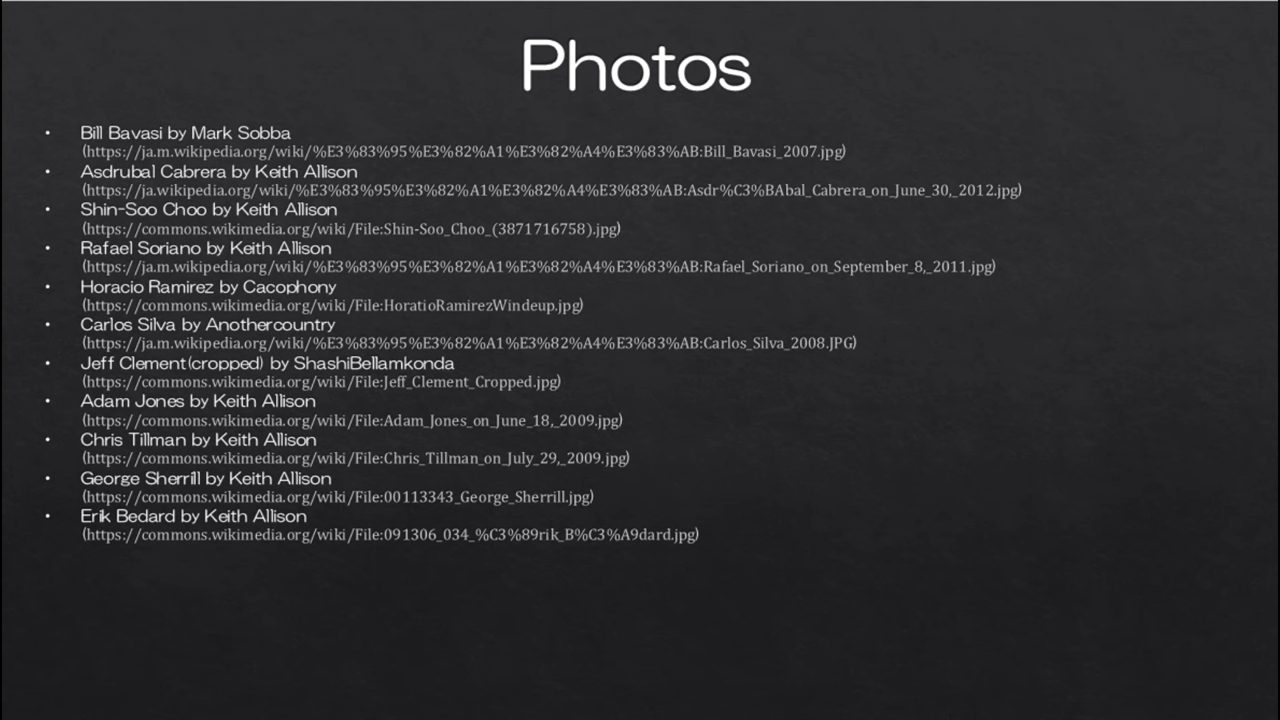 Photos
• Bill Bavasi by Mark Sobba
(https://ja.m.wikipedia.org/wiki/%E3%83%95%E3%82%A1%E3%82%A4%E3%83%AB:Bill_Bavasi_2007.jpg)
• Asdrubal Cabrera by Keith Allison
(https://ja.wikipedia.org/wiki/%E3%83%95%E3%82%A1%E3%82%A4%E3%83%AB:Asdr%C3%BAbal_Cabrera_on_June_30,_2012.jpg)
• Shin-Soo Choo by Keith Allison
(https://commons.wikimedia.org/wiki/File:Shin-Soo_Choo_(3871716758).jpg)
• Rafael Soriano by Keith Allison
(https://ja.m.wikipedia.org/wiki/%E3%83%95%E3%82%A1%E3%82%A4%E3%83%AB:Rafael_Soriano_on_September_8,_2011.jpg)
• Horacio Ramirez by Cacophony
(https://commons.wikimedia.org/wiki/File:HoratioRamirezWindeup.jpg)
• Carlos Silva by Anothercountry
(https://ja.m.wikipedia.org/wiki/%E3%83%95%E3%82%A1%E3%82%A4%E3%83%AB:Carlos_Silva_2008.JPG)
• Jeff Clement(cropped) by ShashiBellamkonda
(https://commons.wikimedia.org/wiki/File:Jeff_Clement_Cropped.jpg)
• Adam Jones by Keith Allison
(https://commons.wikimedia.org/wiki/File:Adam_Jones_on_June_18,_2009.jpg)
• Chris Tillman by Keith Allison
(https://commons.wikimedia.org/wiki/File:Chris_Tillman_on_July_29,_2009.jpg)
• George Sherrill by Keith Allison
(https://commons.wikimedia.org/wiki/File:00113343_George_Sherrill.jpg)
• Erik Bedard by Keith Allison
(https://commons.wikimedia.org/wiki/File:091306_034_%C3%89rik_B%C3%A9dard.jpg)